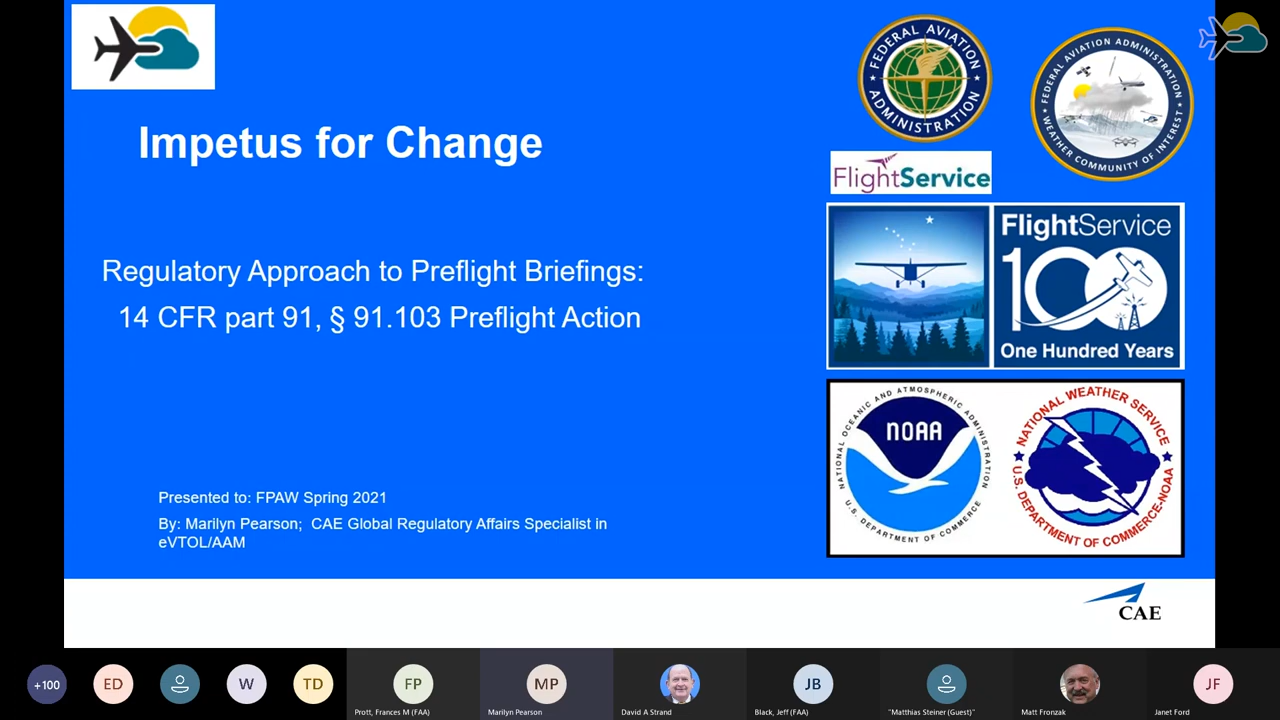 Impetus for Change
Regulatory Approach to Preflight Briefings:
14 CFR part 91, § 91.103 Preflight Action
Presented to: FPAW Spring 2021
By: Marilyn Pearson; CAE Global Regulatory Affairs Specialist in
eVTOL/AAM
FEDERAL AVIATION
ADMINISTRATION
FEDERAL AVIATION ADMINISTRATION
WEATHER COMMUNITY OF INTEREST
FlightService
FlightService
100
One Hundred Years
NATIONAL OCEANIC AND ATMOSPHERIC ADMINISTRATION
NOAA
U.S. DEPARTMENT OF COMMERCE
NATIONAL WEATHER SERVICE
U.S. DEPARTMENT OF COMMERCE-NOAA
CAE
+100
ED
W
TD
FP
Prott, Frances M (FAA)
MP
Marilyn Pearson
David A Strand
JB
Black, Jeff (FAA)
"Matthias Steiner (Guest)"
Matt Fronzak
JF
Janet Ford